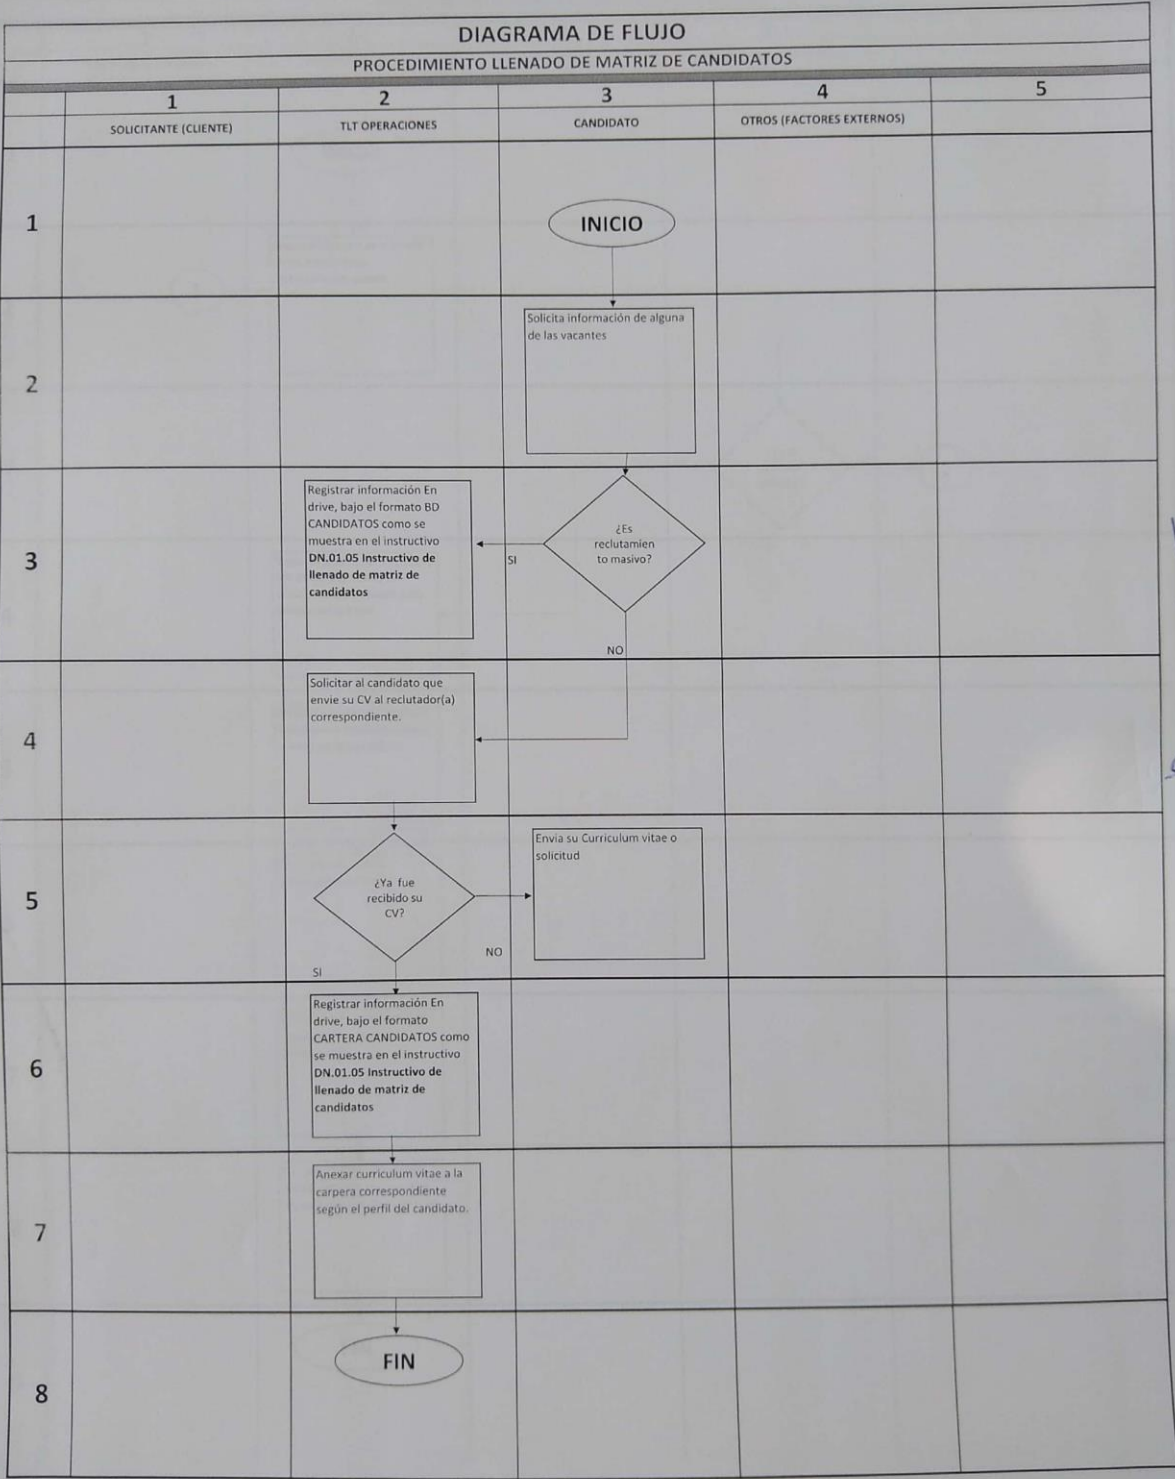 DIAGRAMA DE FLUJO
PROCEDIMIENTO LLENADO DE MATRIZ DE CANDIDATOS
1 2 3 4 5
SOLICITANTE (CLIENTE) TLT OPERACIONES CANDIDATO OTROS (FACTORES EXTERNOS)
1
INICIO
2
Solicita información de alguna
de las vacantes
3
Registrar información En
drive, bajo el formato BD
CANDIDATOS como se
muestra en el instructivo
DN.01.05 Instructivo de
llenado de matriz de
candidatos
SI
¿Es
reclutamien
to masivo?
NO
4
Solicitar al candidato que
envie su CV al reclutador(a)
correspondiente.
5
¿Ya fue
recibido su
CV?
SI
NO
Envia su Curriculum vitae o
solicitud
6
Registrar información En
drive, bajo el formato
CARTERA CANDIDATOS como
se muestra en el instructivo
DN.01.05 Instructivo de
llenado de matriz de
candidatos
7
Anexar curriculum vitae a la
carpera correspondiente
según el perfil del candidato.
8
FIN